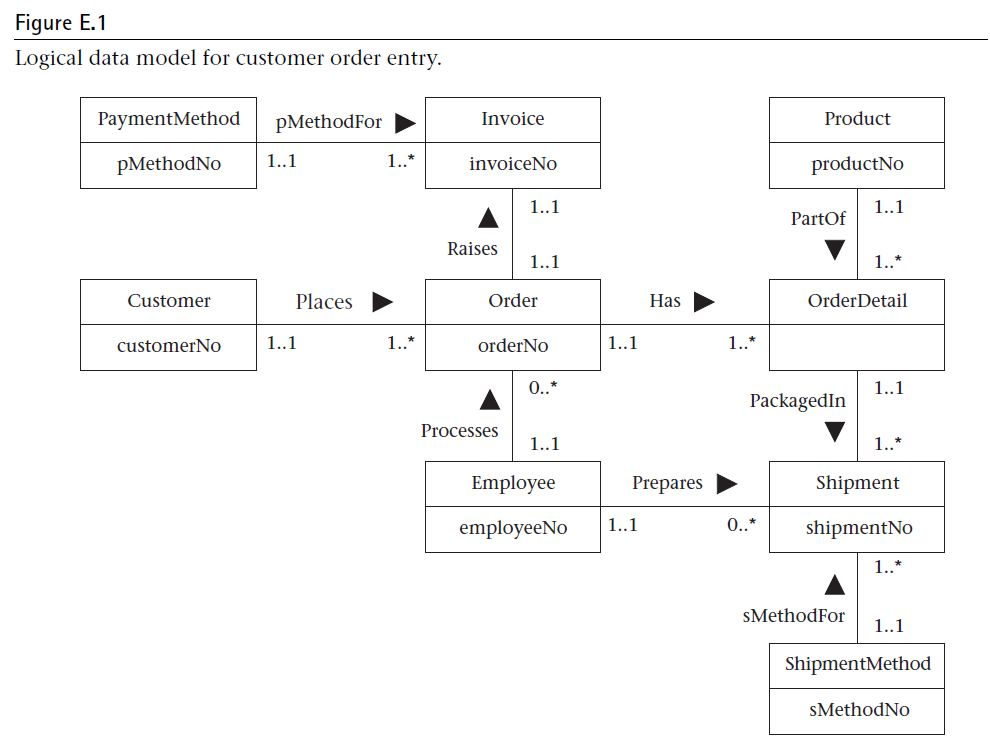 Figure E.1
Logical data model for customer order entry.
PaymentMethod
pMethodNo
pMethodFor
1..1
1..*
Invoice
invoiceNo
Product
productNo
1..1
Raises
1..1
1..1
PartOf
1..*
Customer
customerNo
Places
1..1
1..*
Order
orderNo
Has
1..1
1..*
OrderDetail
0..*
Processes
1..1
1..1
PackagedIn
1..*
Employee
employeeNo
Prepares
1..1
0..*
Shipment
shipmentNo
1..*
sMethodFor
1..1
ShipmentMethod
sMethodNo